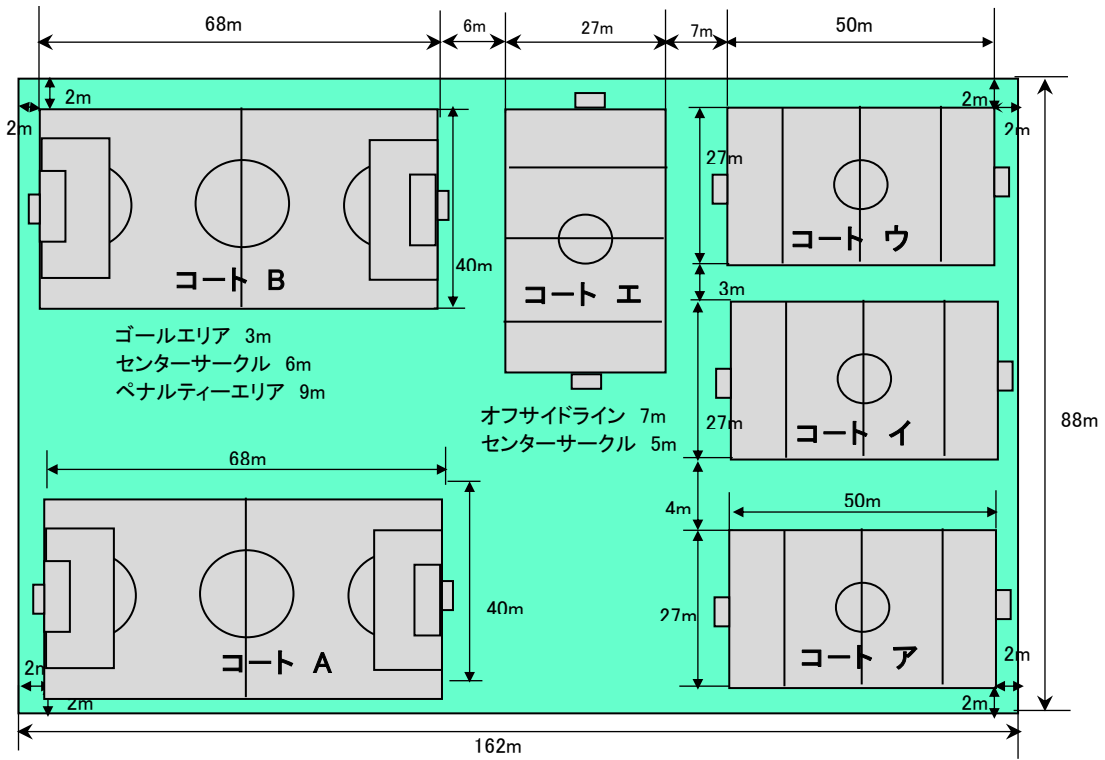 68m
6m
27m
7m
50m
2m
2m
2m
2m
27m
コート ウ
コート B
40m
コート エ
3m
ゴールエリア 3m
センターサークル 6m
ペナルティーエリア 9m
オフサイドライン 7m
センターサークル 5m
27m
コート イ
88m
68m
4m
50m
40m
27m
コート A
コート ア
2m
2m
2m
2m
162m